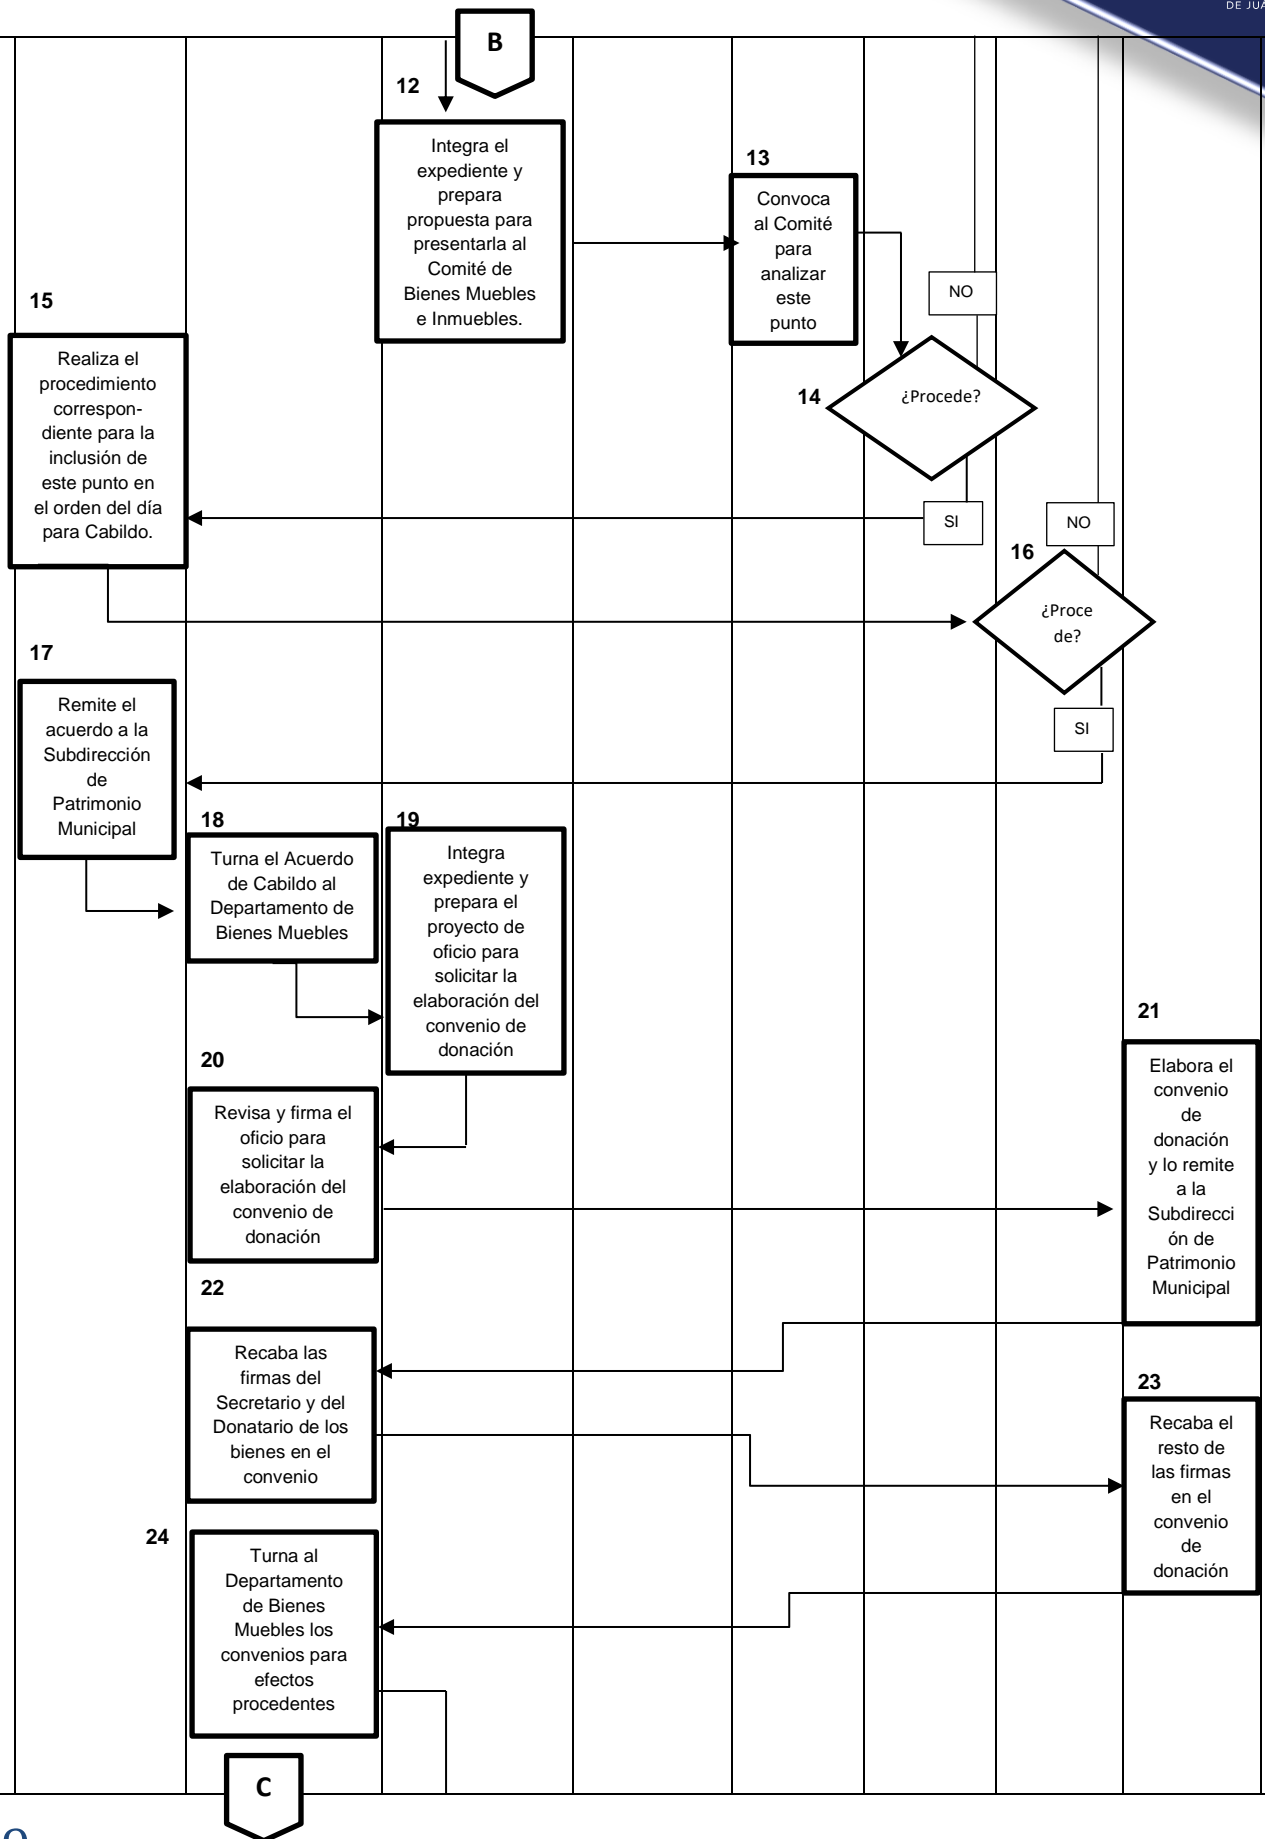 DE JUÁ
B
12
Integra el
expediente y
prepara
propuesta para
presentarla al
Comité de
Bienes Muebles
e Inmuebles.
13
Convoca
al Comité
para
analizar
este
punto
NO
14
¿Procede?
SI
15
Realiza el
procedimiento
correspon-
diente para la
inclusión de
este punto en
el orden del día
para Cabildo.
NO
16
¿Proce
de?
SI
17
Remite el
acuerdo a la
Subdirección
de
Patrimonio
Municipal
18
Turna el Acuerdo
de Cabildo al
Departamento de
Bienes Muebles
19
Integra
expediente y
prepara el
proyecto de
oficio para
solicitar la
elaboración del
convenio de
donación
20
Revisa y firma el
oficio para
solicitar la
elaboración del
convenio de
donación
21
Elabora el
convenio
de
donación
y lo remite
a la
Subdirecci
ón de
Patrimonio
Municipal
22
Recaba las
firmas del
Secretario y del
Donatario de los
bienes en el
convenio
23
Recaba el
resto de
las firmas
en el
convenio
de
donación
24
Turna al
Departamento
de Bienes
Muebles los
convenios para
efectos
procedentes
C